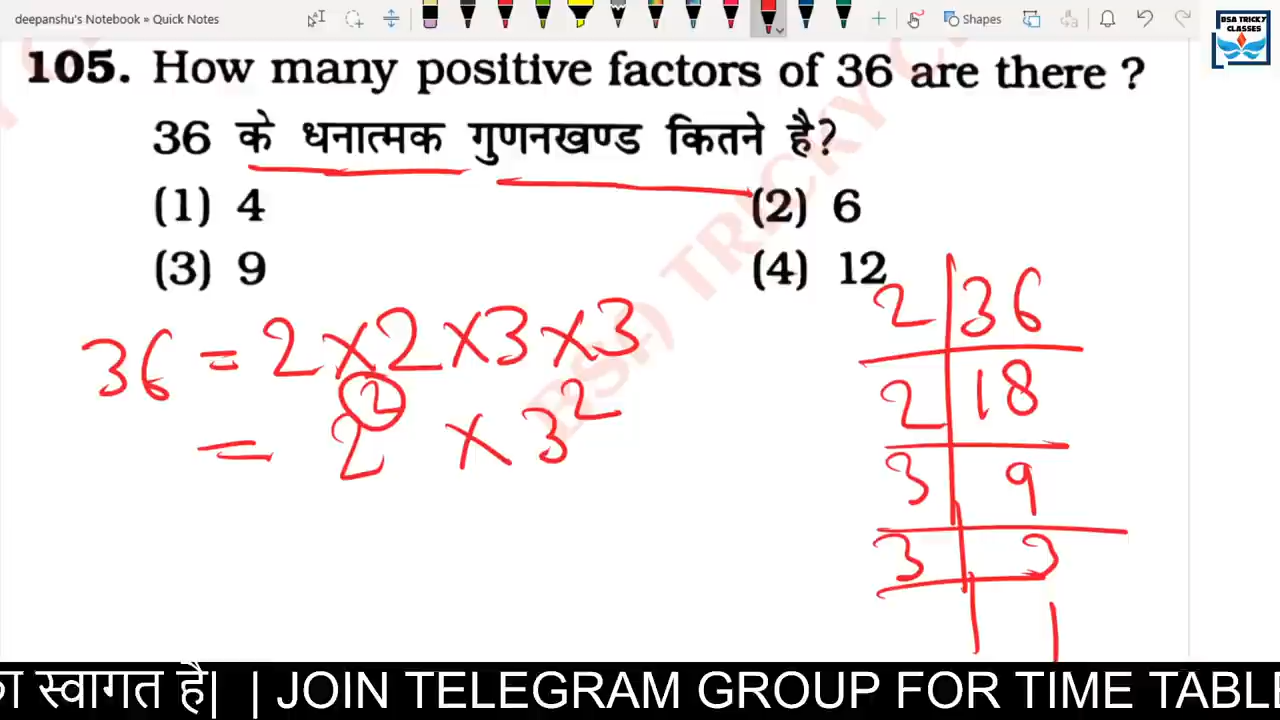 deepanshu's Notebook » Quick Notes
Shapes
BSA TRICKY CLASSES
105. How many positive factors of 36 are there ?
36 के धनात्मक गुणनखण्ड कितने है?
(1) 4 (2) 6
(3) 9 (4) 12
36 = 2 × 2 × 3 × 3
= 2² × 3²
2 | 36
2 | 18
3 | 9
3 | 3
| 1
BSA TRICKY
का स्वागत है| | JOIN TELEGRAM GROUP FOR TIME TABLE